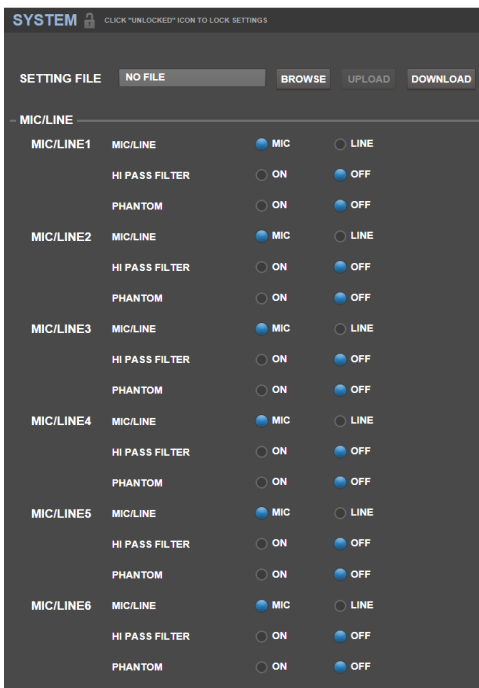 SYSTEM CLICK "UNLOCKED" ICON TO LOCK SETTINGS
SETTING FILE NO FILE BROWSE UPLOAD DOWNLOAD
MIC/LINE
MIC/LINE1 MIC/LINE MIC LINE
HI PASS FILTER ON OFF
PHANTOM ON OFF
MIC/LINE2 MIC/LINE MIC LINE
HI PASS FILTER ON OFF
PHANTOM ON OFF
MIC/LINE3 MIC/LINE MIC LINE
HI PASS FILTER ON OFF
PHANTOM ON OFF
MIC/LINE4 MIC/LINE MIC LINE
HI PASS FILTER ON OFF
PHANTOM ON OFF
MIC/LINE5 MIC/LINE MIC LINE
HI PASS FILTER ON OFF
PHANTOM ON OFF
MIC/LINE6 MIC/LINE MIC LINE
HI PASS FILTER ON OFF
PHANTOM ON OFF